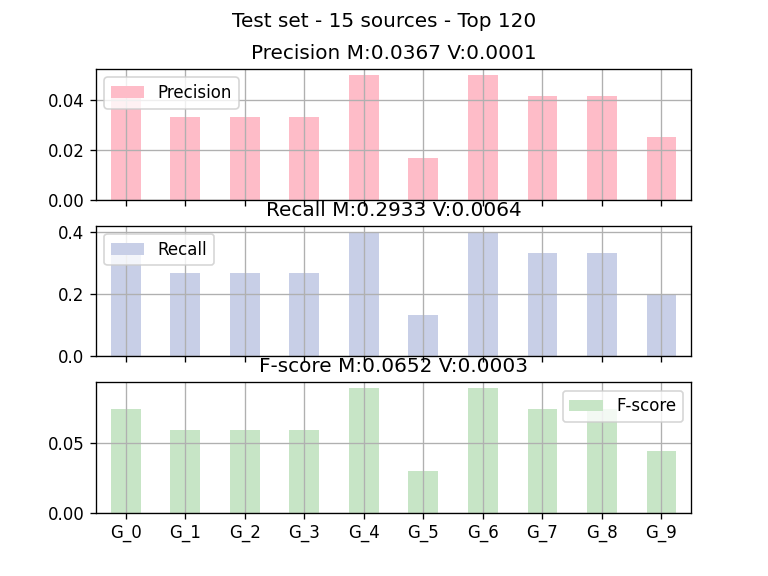 Test set - 15 sources - Top 120
Precision M:0.0367 V:0.0001
Precision
0.04
0.02
0.00
Recall M:0.2933 V:0.0064
Recall
0.4
0.2
0.0
F-score M:0.0652 V:0.0003
F-score
0.05
0.00
G_0 G_1 G_2 G_3 G_4 G_5 G_6 G_7 G_8 G_9